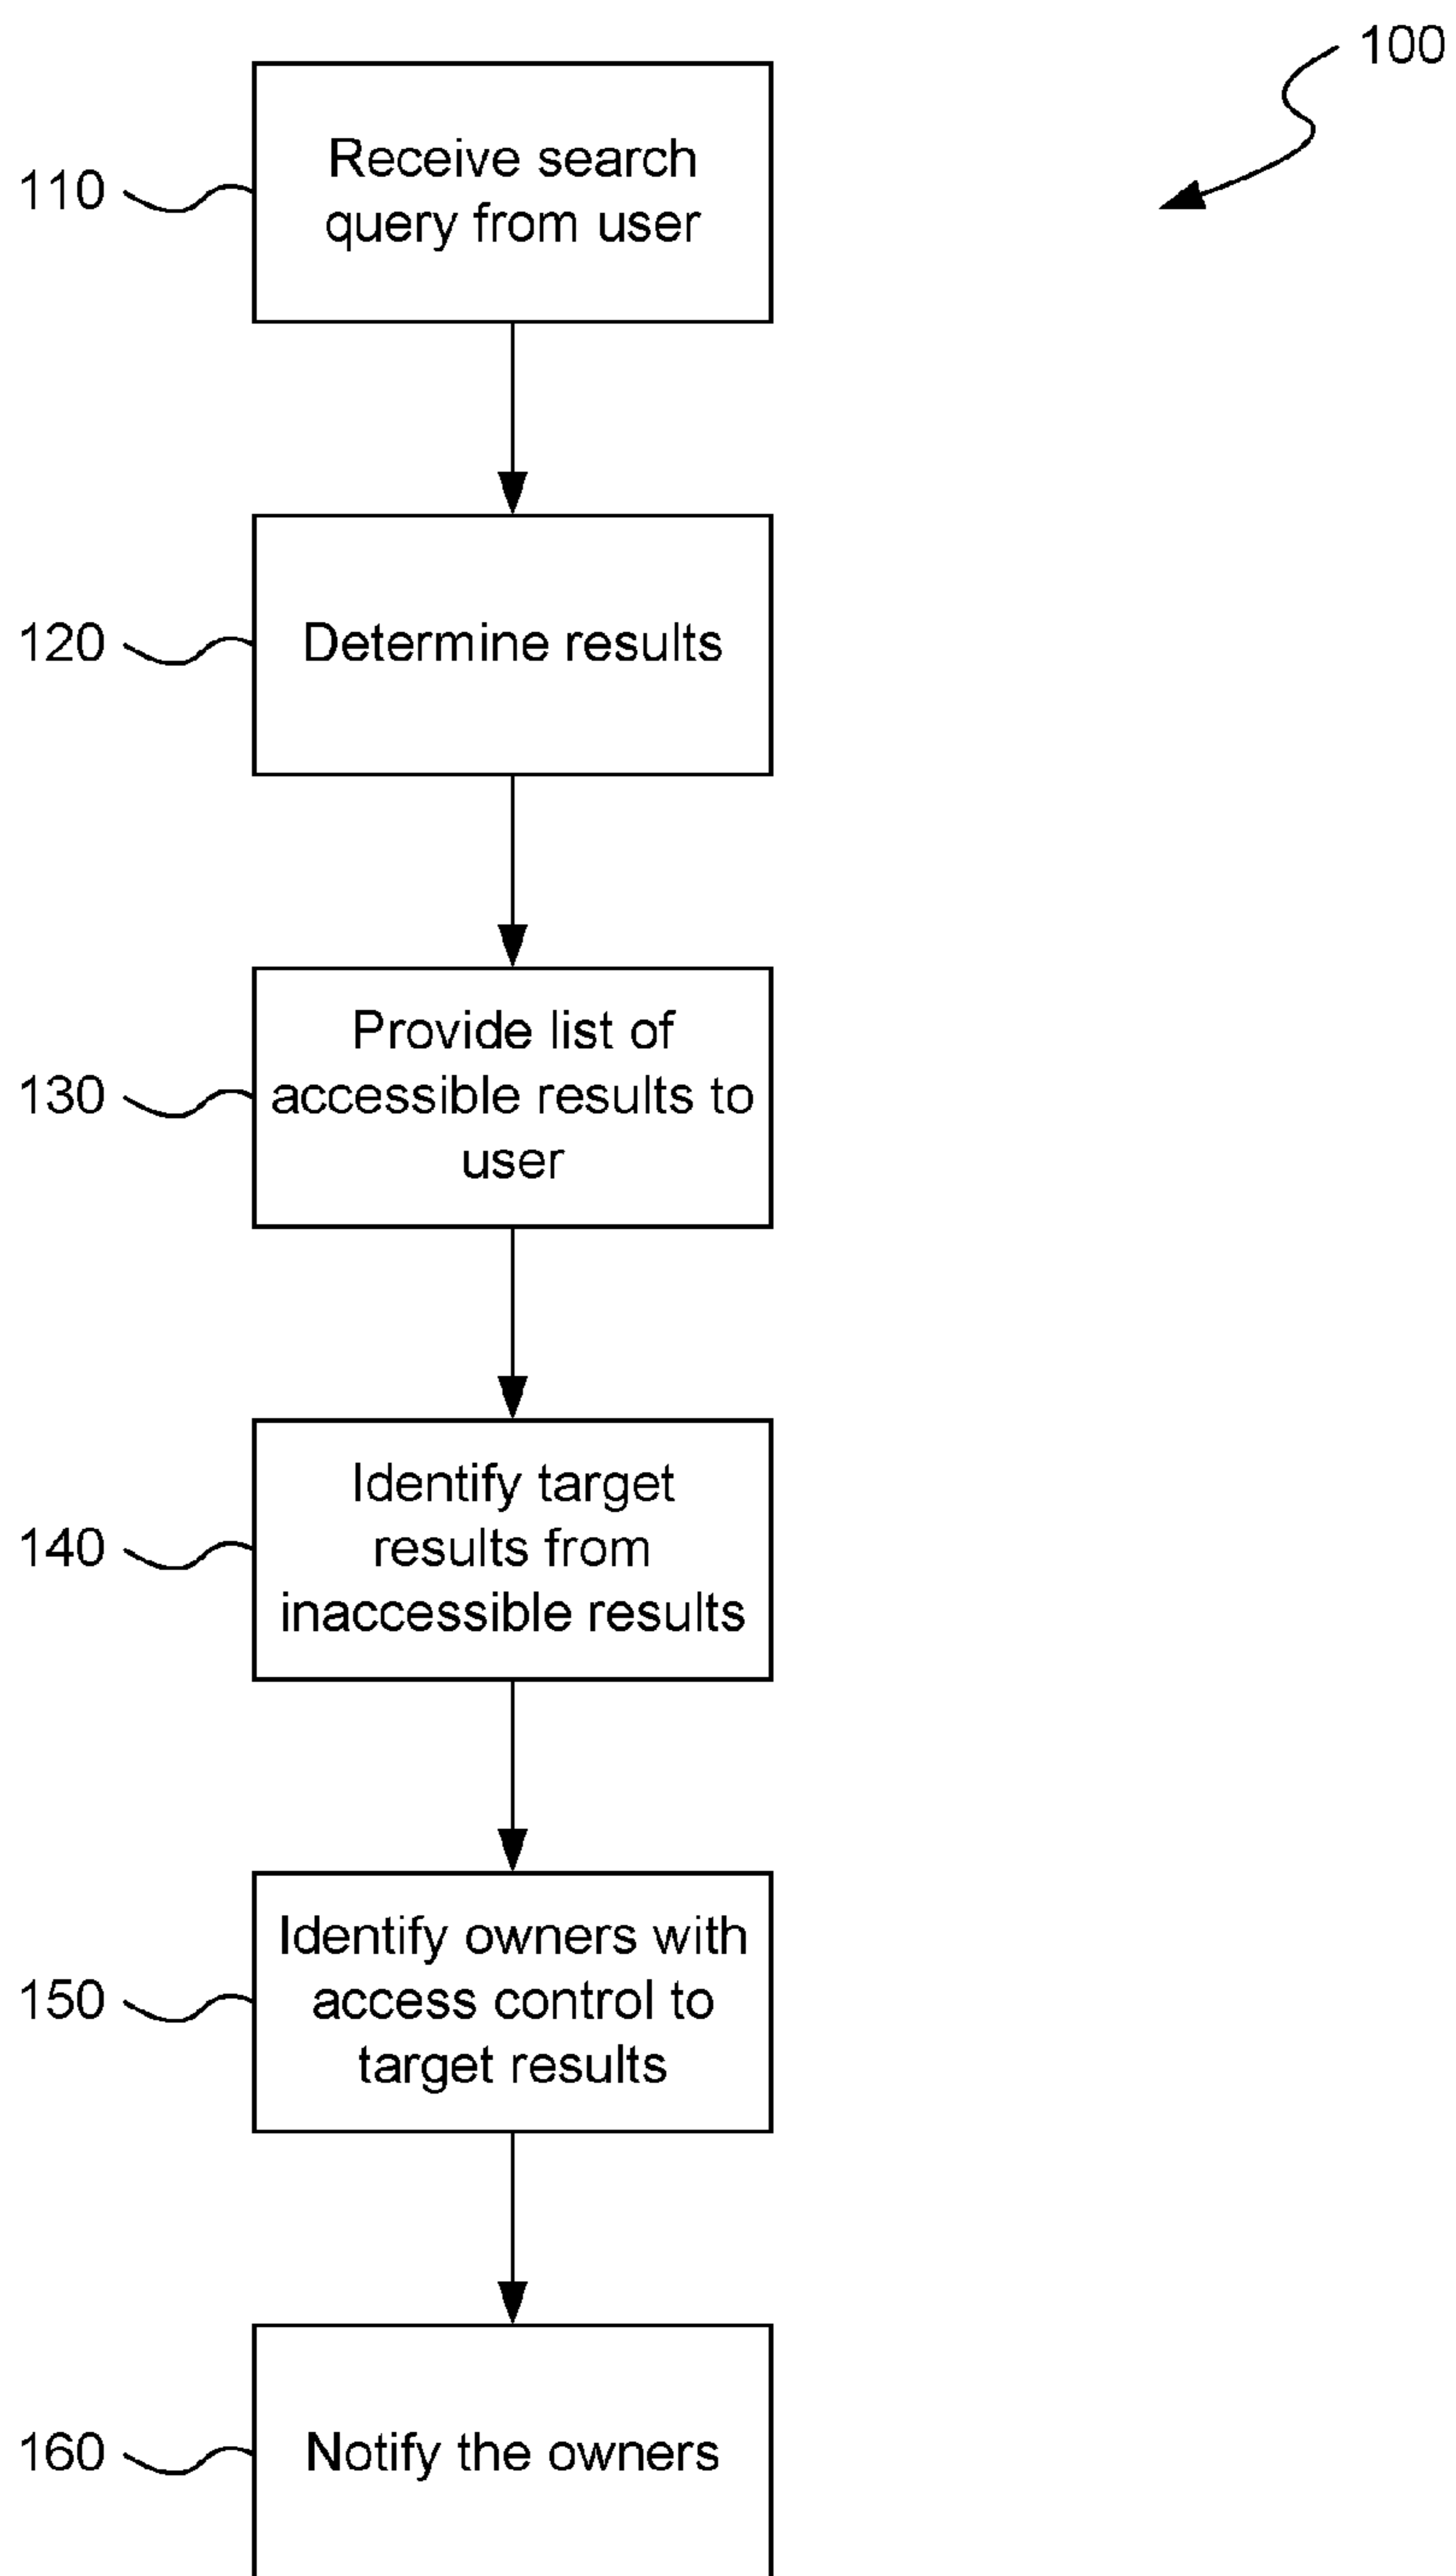 100
110
Receive search
query from user
120
Determine results
130
Provide list of
accessible results to
user
140
Identify target
results from
inaccessible results
150
Identify owners with
access control to
target results
160
Notify the owners